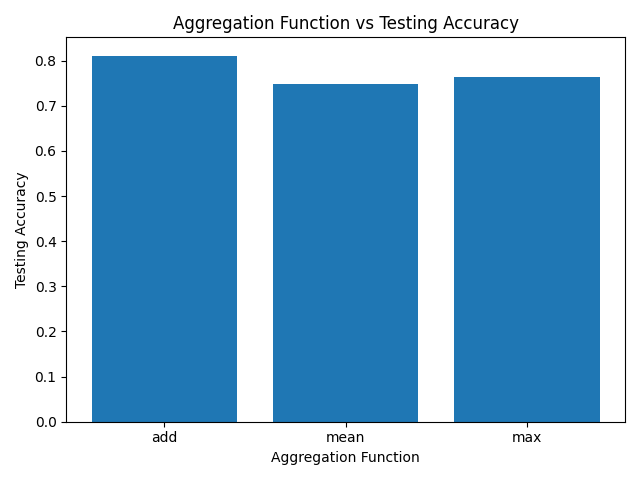 Aggregation Function vs Testing Accuracy
Testing Accuracy
0.8
0.7
0.6
0.5
0.4
0.3
0.2
0.1
0.0
add mean max
Aggregation Function